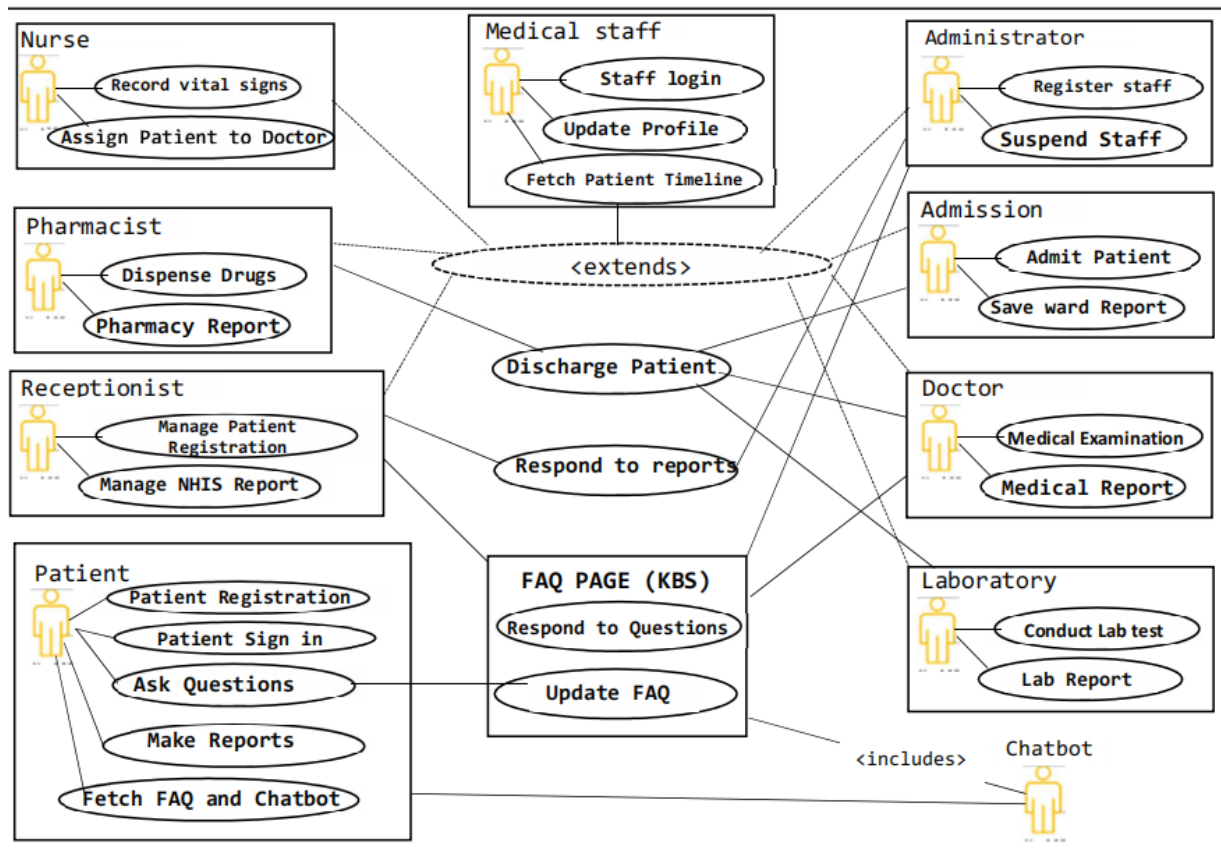 Nurse
Record vital signs
Assign Patient to Doctor
Medical staff
Staff login
Update Profile
Fetch Patient Timeline
Administrator
Register staff
Suspend Staff
Pharmacist
Dispense Drugs
Pharmacy Report
<extends>
Admission
Admit Patient
Save ward Report
Discharge Patient
Receptionist
Manage Patient
Registration
Manage NHIS Report
Respond to reports
Doctor
Medical Examination
Medical Report
Patient
Patient Registration
Patient Sign in
Ask Questions
Make Reports
Fetch FAQ and Chatbot
FAQ PAGE (KBS)
Respond to Questions
Update FAQ
Laboratory
Conduct Lab test
Lab Report
<includes>
Chatbot